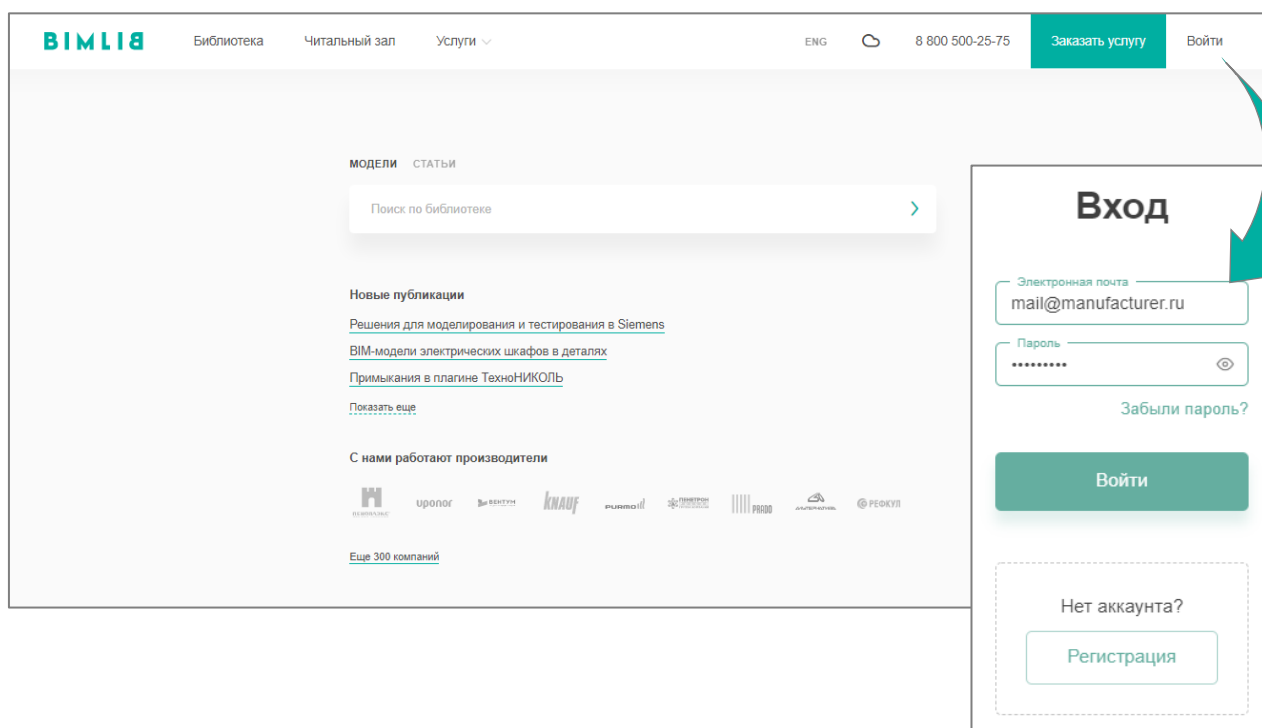 BIMLIB Библиотека Читальный зал Услуги ENG 8 800 500-25-75 Заказать услугу Войти
МОДЕЛИ СТАТЬИ
Поиск по библиотеке
Новые публикации
Решения для моделирования и тестирования в Siemens
BIM-модели электрических шкафов в деталях
Примыкания в плагине ТехноНИКОЛЬ
Показать еще
С нами работают производители
uponor ВЕНТУМ KNAUF PURMO PRADO АЛЬТЕРНАТИВА РЕФКУЛ
Еще 300 компаний
Вход
Электронная почта
mail@manufacturer.ru
Пароль
•••••••••
Забыли пароль?
Войти
Нет аккаунта?
Регистрация